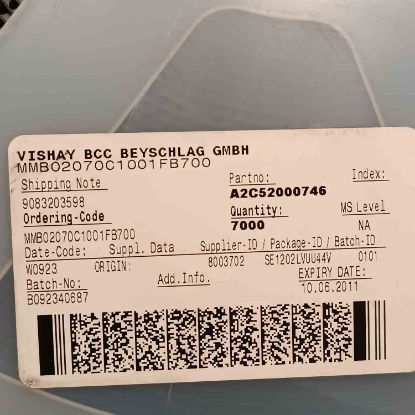 VISHAY BCC BEYSCHLAG GMBH
MMB02070C1001FB700
Shipping Note Partno: Index:
9083203598 A2C52000746
Ordering-Code Quantity: MS Level
MMB02070C1001FB700 7000 NA
Date-Code: Suppl. Data Supplier-ID / Package-ID / Batch-ID
W0923 ORIGIN: 8003702 SE1202LVUU44V 0101
Batch-No: Add.Info. EXPIRY DATE:
B092340687 10.06.2011